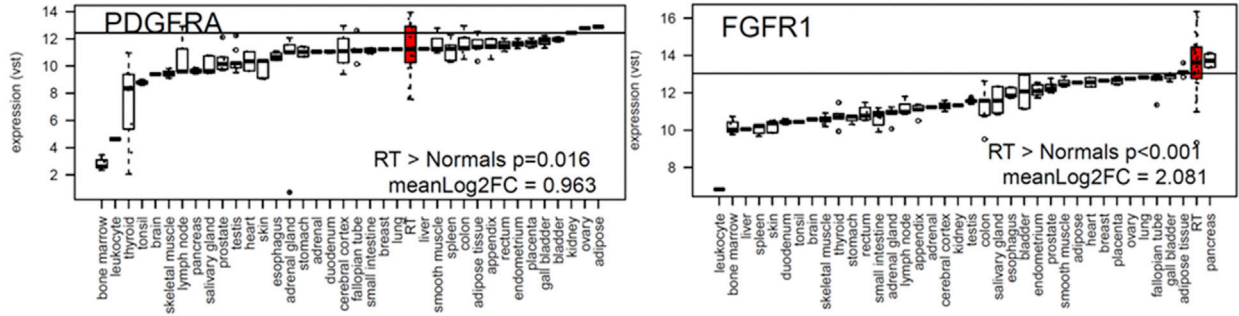 PDGFRA
expression (vst)
14
12
10
8
6
4
2
RT > Normals p=0.016
meanLog2FC = 0.963
bone marrow
leukocyte
thyroid
tonsil
brain
skeletal muscle
lymph node
pancreas
salivary gland
prostate
testis
heart
skin
esophagus
adrenal gland
stomach
adrenal
duodenum
cerebral cortex
fallopian tube
small intestine
breast
lung
RT
liver
smooth muscle
spleen
colon
adipose tissue
appendix
rectum
endometrium
placenta
gall bladder
bladder
kidney
ovary
adipose
FGFR1
expression (vst)
16
14
12
10
8
RT > Normals p<0.001
meanLog2FC = 2.081
leukocyte
bone marrow
liver
spleen
skin
duodenum
tonsil
brain
skeletal muscle
thyroid
stomach
rectum
small intestine
adrenal gland
lymph node
appendix
adrenal
cerebral cortex
kidney
testis
colon
salivary gland
esophagus
bladder
endometrium
prostate
smooth muscle
adipose
heart
breast
placenta
ovary
lung
fallopian tube
gall bladder
adipose tissue
RT
pancreas